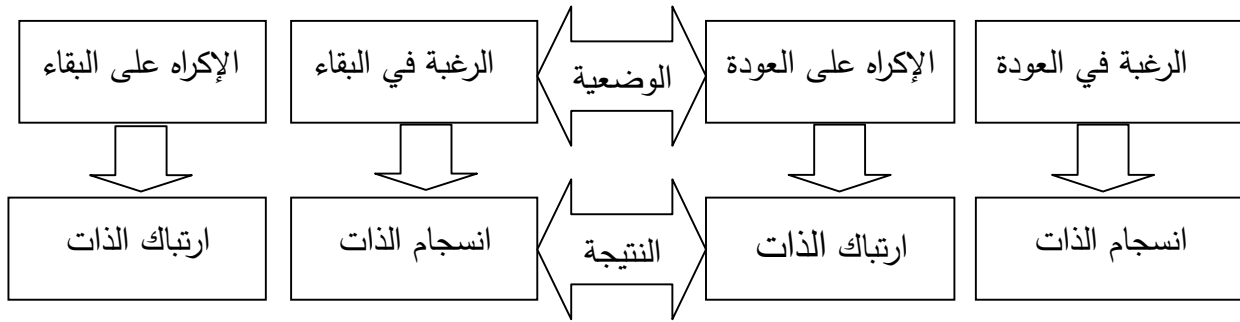 الرغبة في العودة
الإكراه على العودة
الوضعية
الرغبة في البقاء
الإكراه على البقاء
انسجام الذات
ارتباك الذات
النتيجة
انسجام الذات
ارتباك الذات